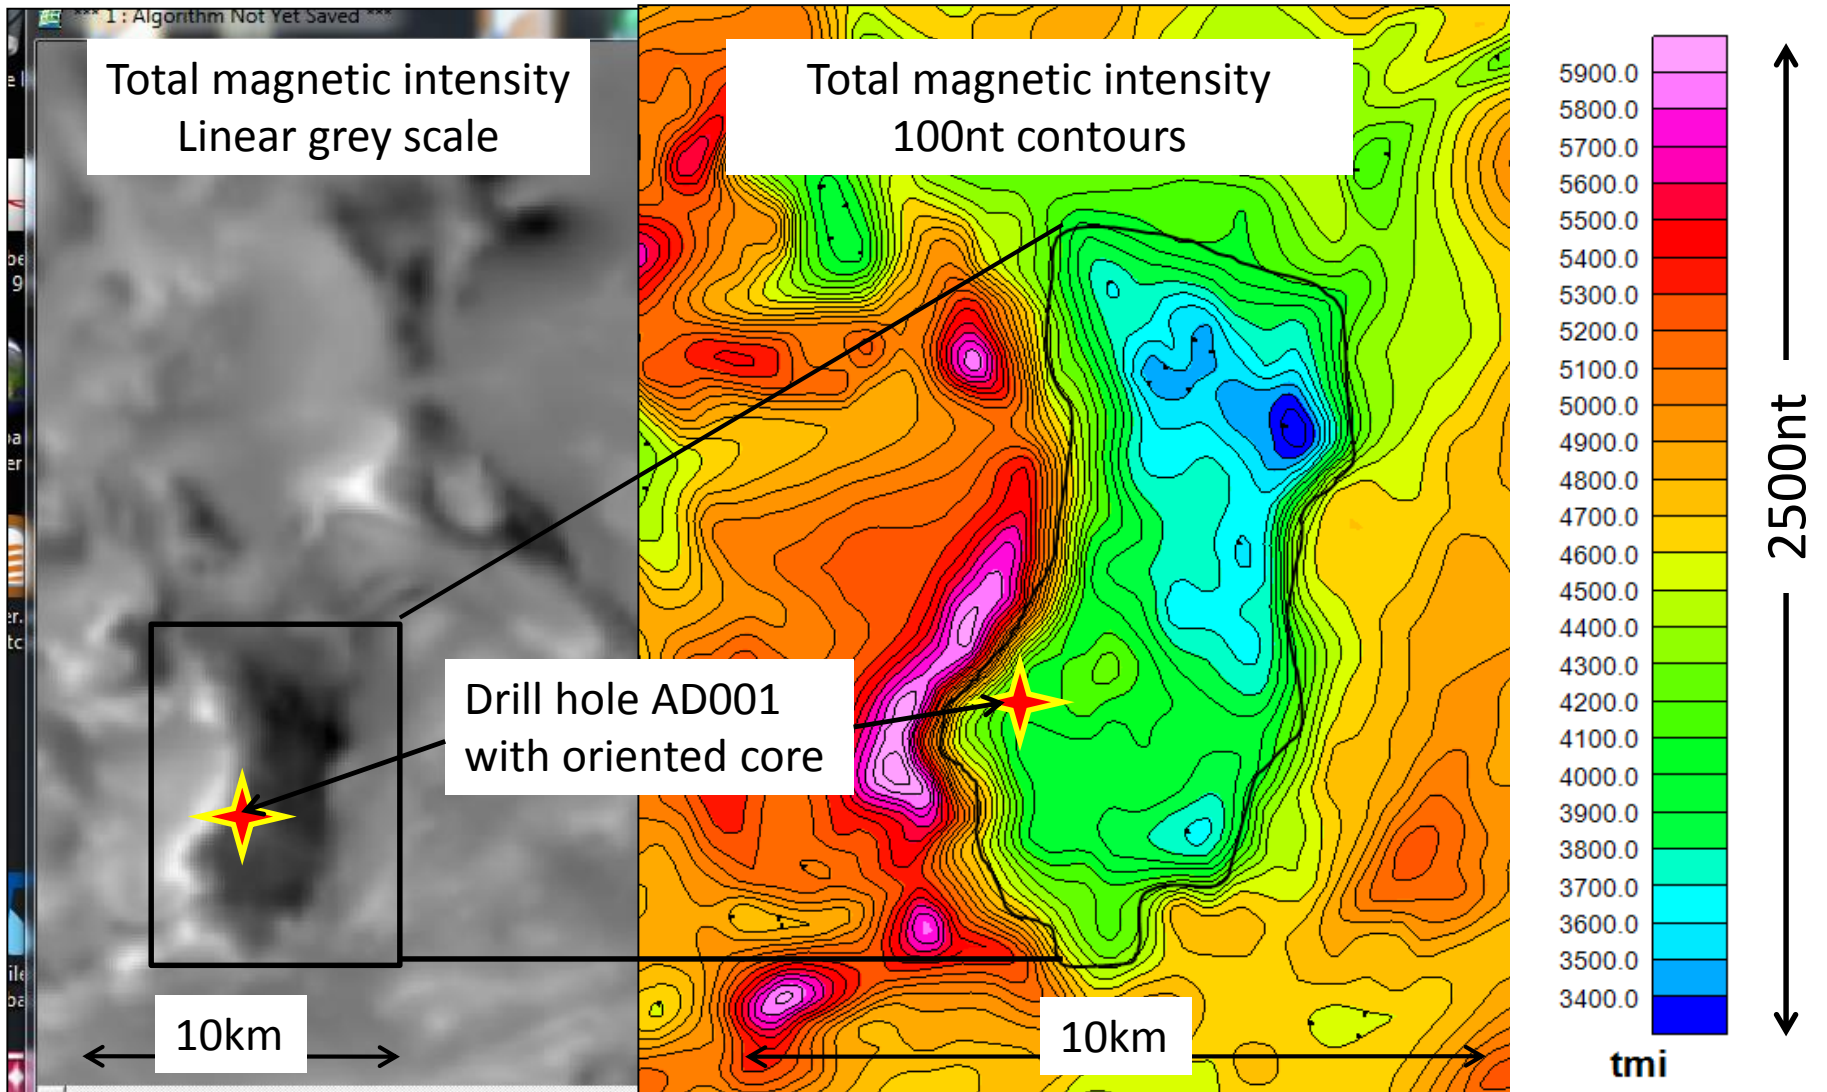 *** 1 : Algorithm Not Yet Saved ***
Total magnetic intensity
Linear grey scale
Total magnetic intensity
100nt contours
Drill hole AD001
with oriented core
10km
10km
5900.0
5800.0
5700.0
5600.0
5500.0
5400.0
5300.0
5200.0
5100.0
5000.0
4900.0
4800.0
4700.0
4600.0
4500.0
4400.0
4300.0
4200.0
4100.0
4000.0
3900.0
3800.0
3700.0
3600.0
3500.0
3400.0
tmi
2500nt